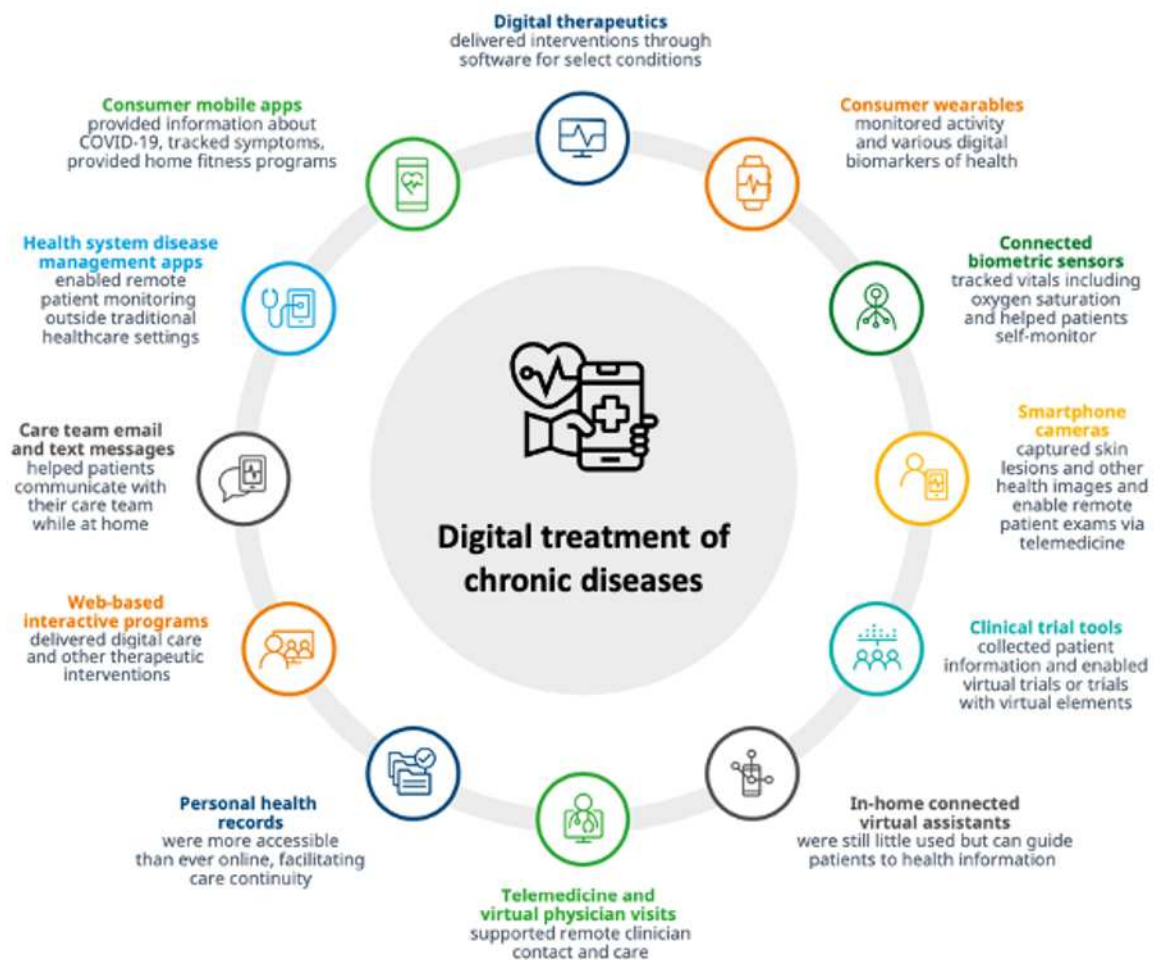 Digital therapeutics
delivered interventions through
software for select conditions
Consumer wearables
monitored activity
and various digital
biomarkers of health
Connected
biometric sensors
tracked vitals including
oxygen saturation
and helped patients
self-monitor
Smartphone
cameras
captured skin
lesions and other
health images and
enable remote
patient exams via
telemedicine
Clinical trial tools
collected patient
information and enabled
virtual trials or trials
with virtual elements
In-home connected
virtual assistants
were still little used but can guide
patients to health information
Telemedicine and
virtual physician visits
supported remote clinician
contact and care
Personal health
records
were more accessible
than ever online, facilitating
care continuity
Web-based
interactive programs
delivered digital care
and other therapeutic
interventions
Care team email
and text messages
helped patients
communicate with
their care team
while at home
Health system disease
management apps
enabled remote
patient monitoring
outside traditional
healthcare settings
Consumer mobile apps
provided information about
COVID-19, tracked symptoms,
provided home fitness programs
Digital treatment of
chronic diseases